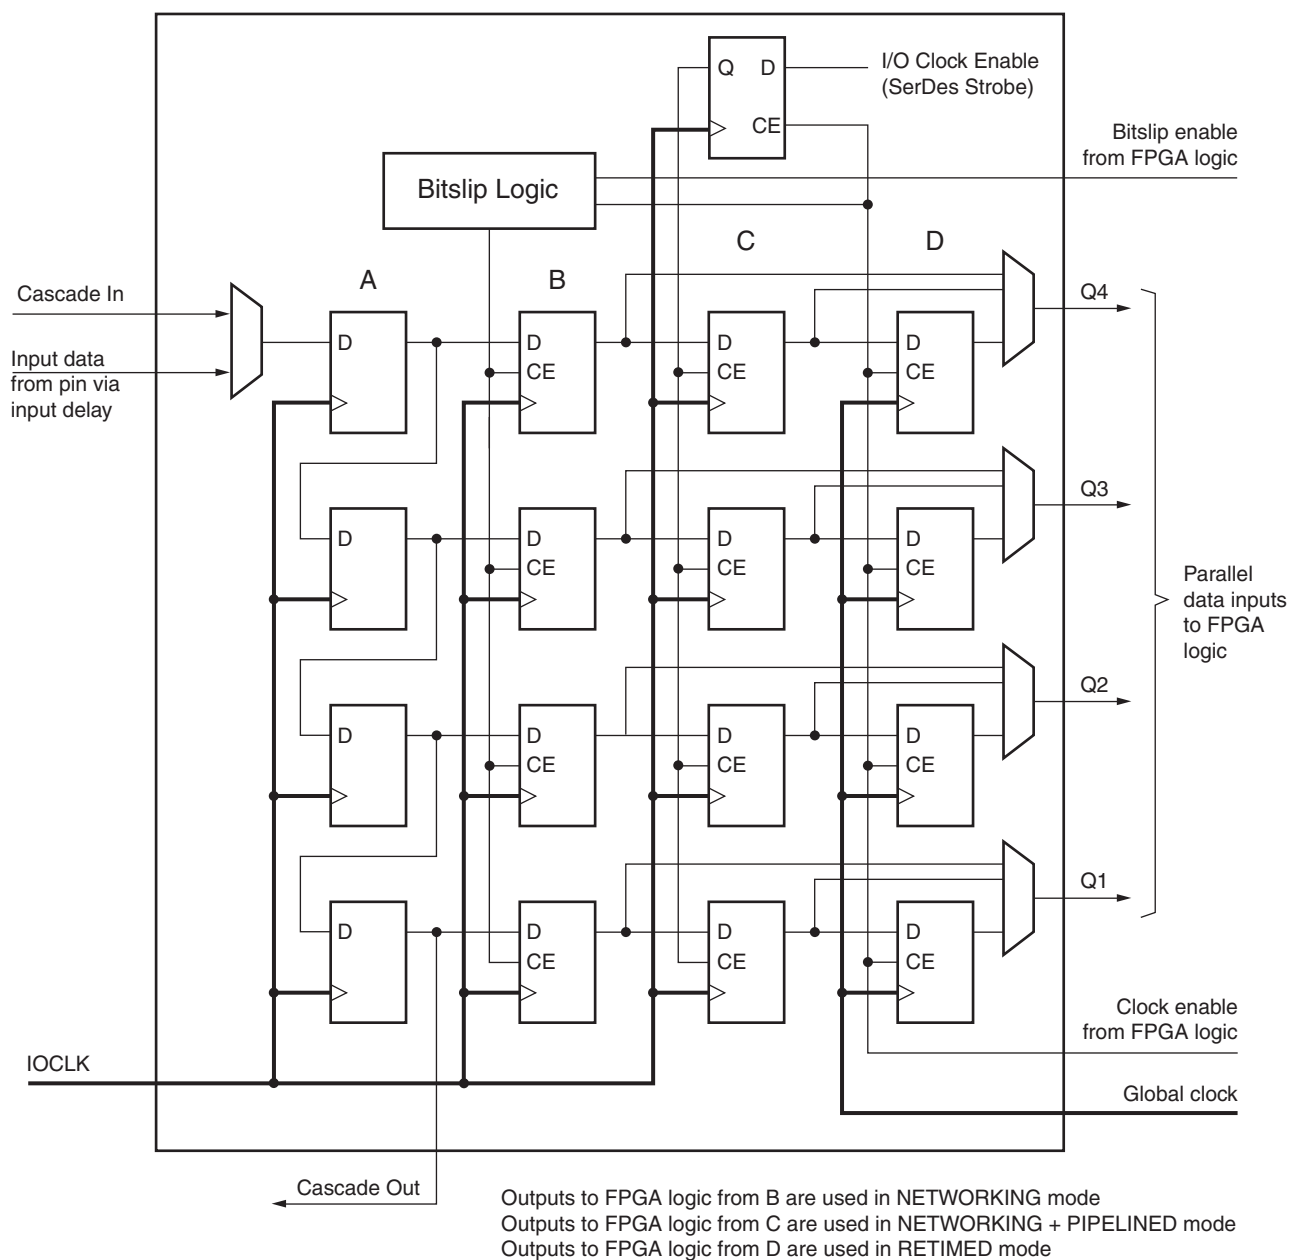 Q D
CE
I/O Clock Enable
(SerDes Strobe)
Bitslip enable
from FPGA logic
Bitslip Logic
A
B
C
D
Cascade In
Input data
from pin via
input delay
D
D
CE
D
CE
D
CE
Q4
D
D
CE
D
CE
D
CE
Q3
Parallel
data inputs
to FPGA
logic
D
D
CE
D
CE
D
CE
Q2
D
D
CE
D
CE
D
CE
Q1
Clock enable
from FPGA logic
IOCLK
Global clock
Cascade Out
Outputs to FPGA logic from B are used in NETWORKING mode
Outputs to FPGA logic from C are used in NETWORKING + PIPELINED mode
Outputs to FPGA logic from D are used in RETIMED mode